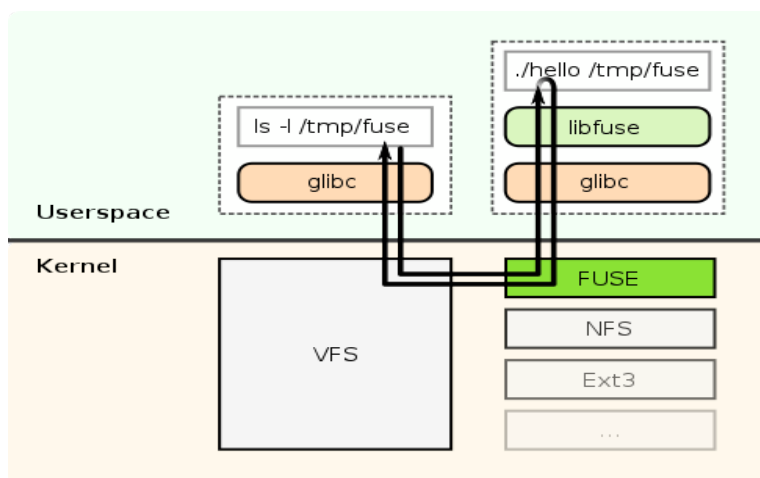 ./hello /tmp/fuse
ls -l /tmp/fuse
libfuse
glibc
glibc
Userspace
Kernel
FUSE
NFS
VFS
Ext3
...